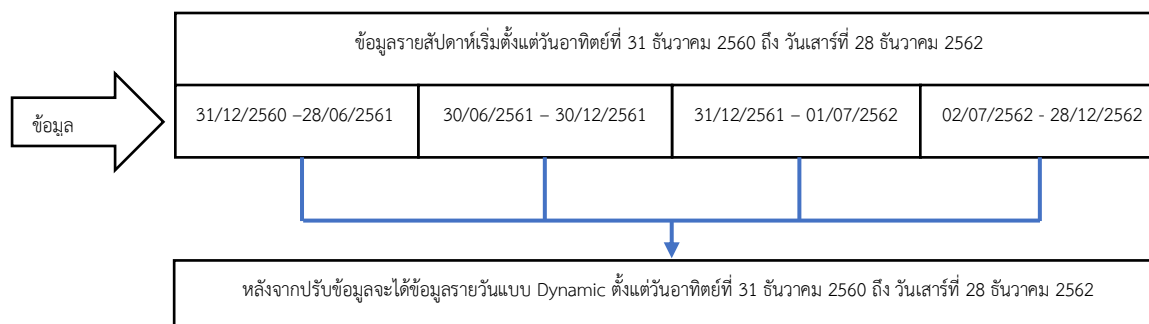 ข้อมูลรายสัปดาห์เริ่มตั้งแต่วันอาทิตย์ที่ 31 ธันวาคม 2560 ถึง วันเสาร์ที่ 28 ธันวาคม 2562
ข้อมูล
31/12/2560 –28/06/2561
30/06/2561 – 30/12/2561
31/12/2561 – 01/07/2562
02/07/2562 - 28/12/2562
หลังจากปรับข้อมูลจะได้ข้อมูลรายวันแบบ Dynamic ตั้งแต่วันอาทิตย์ที่ 31 ธันวาคม 2560 ถึง วันเสาร์ที่ 28 ธันวาคม 2562